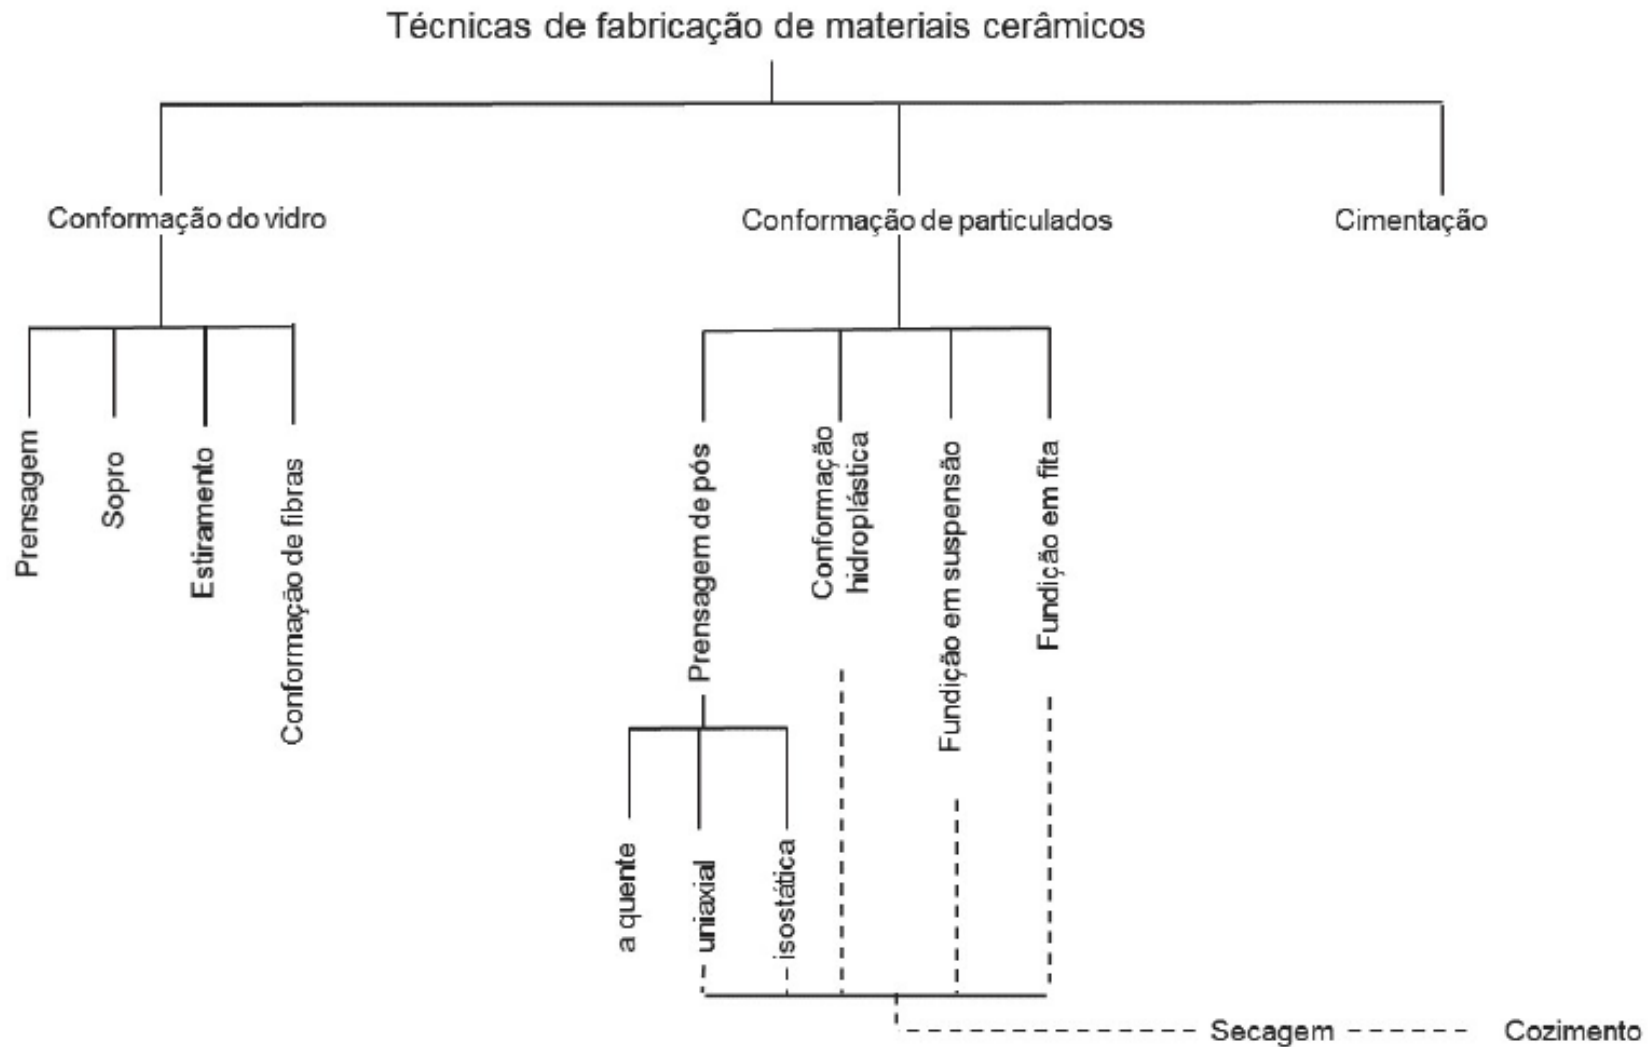 Técnicas de fabricação de materiais cerâmicos
Conformação do vidro
Conformação de particulados
Cimentação
Prensagem
Sopro
Estiramento
Conformação de fibras
Prensagem de pós
Conformação
hidroplástica
Fundição em suspensão
Fundição em fita
a quente
uniaxial
isostática
Secagem
Cozimento